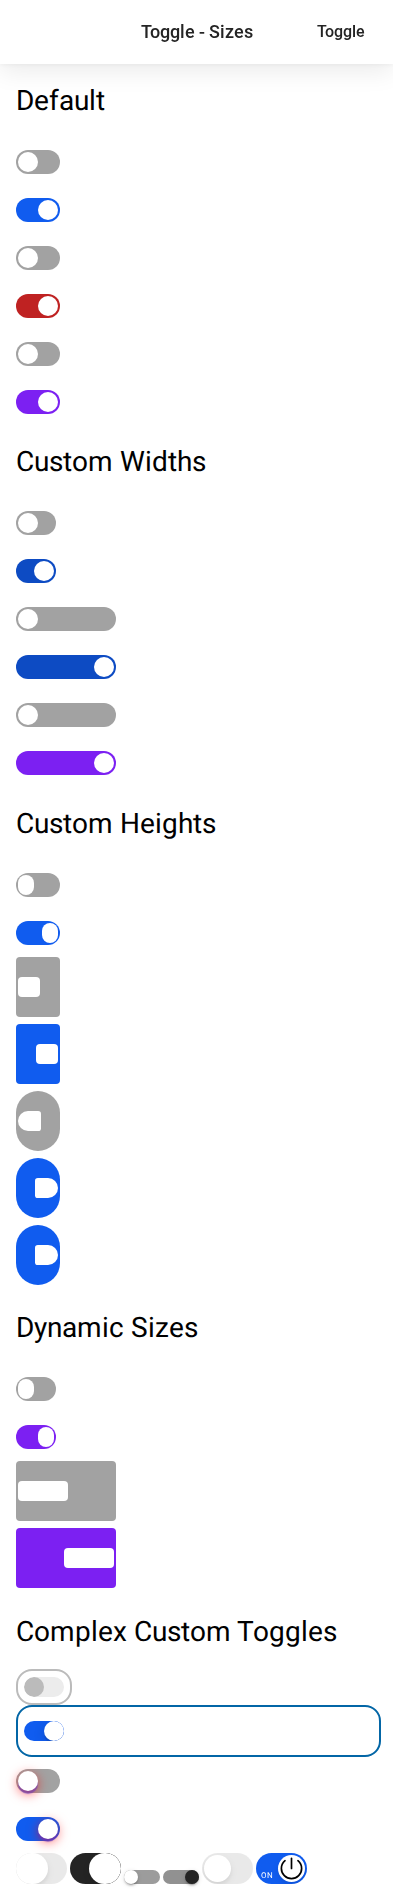 Toggle - Sizes
Toggle
Default
Custom Widths
Custom Heights
Dynamic Sizes
Complex Custom Toggles
ON